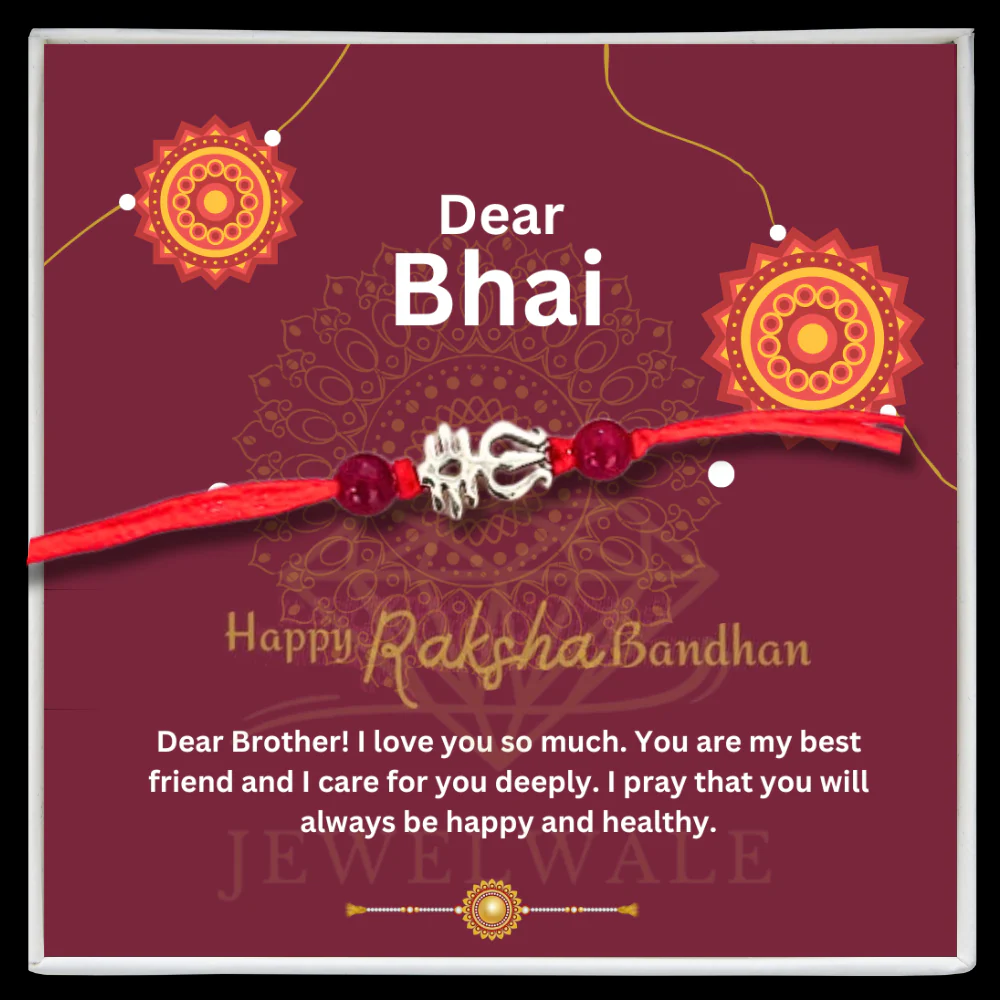 Dear
Bhai
Happy Raksha Bandhan
Dear Brother! I love you so much. You are my best
friend and I care for you deeply. I pray that you will
always be happy and healthy.
JEWELWALE